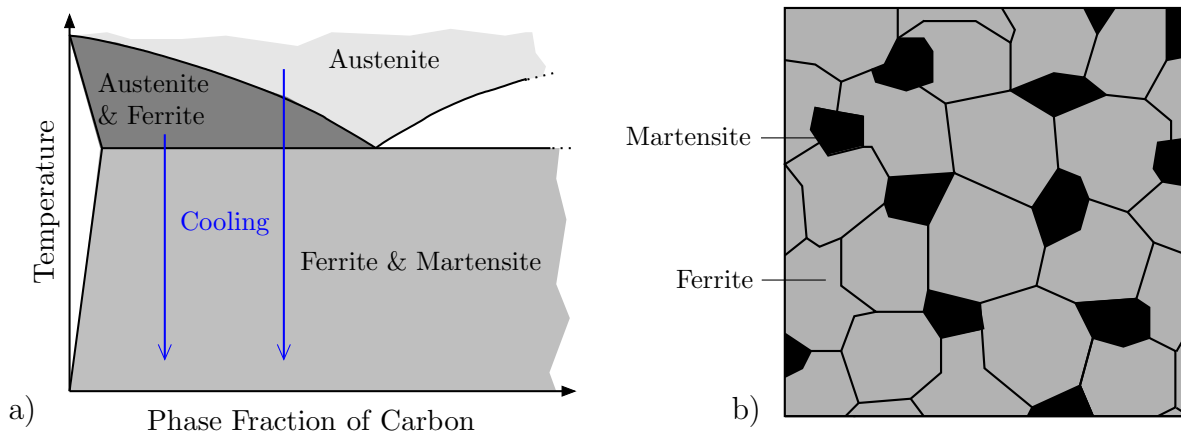 Austenite
Austenite
& Ferrite
Cooling
Ferrite & Martensite
Temperature
Phase Fraction of Carbon
a)
Martensite
Ferrite
b)